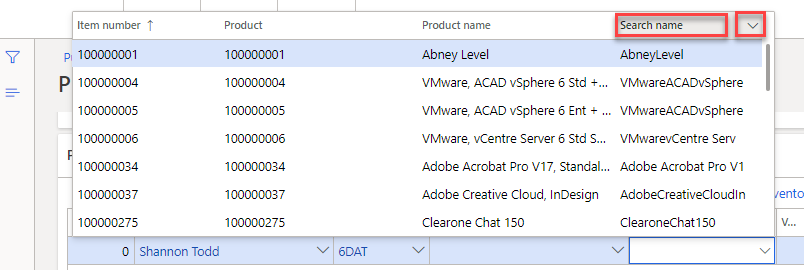 Item number ↑ Product Product name Search name
100000001 100000001 Abney Level AbneyLevel
100000004 100000004 VMware, ACAD vSphere 6 Std +... VMwareACADvSphere
100000005 100000005 VMware, ACAD vSphere 6 Ent + ... VMwareACADvSphere
100000006 100000006 VMware, vCentre Server 6 Std S... VMwarevCentre Serv
100000034 100000034 Adobe Acrobat Pro V17, Standal... Adobe Acrobat Pro V1
100000037 100000037 Adobe Creative Cloud, InDesign AdobeCreativeCloudIn
100000275 100000275 Clearone Chat 150 ClearoneChat150
V...
0 Shannon Todd 6DAT